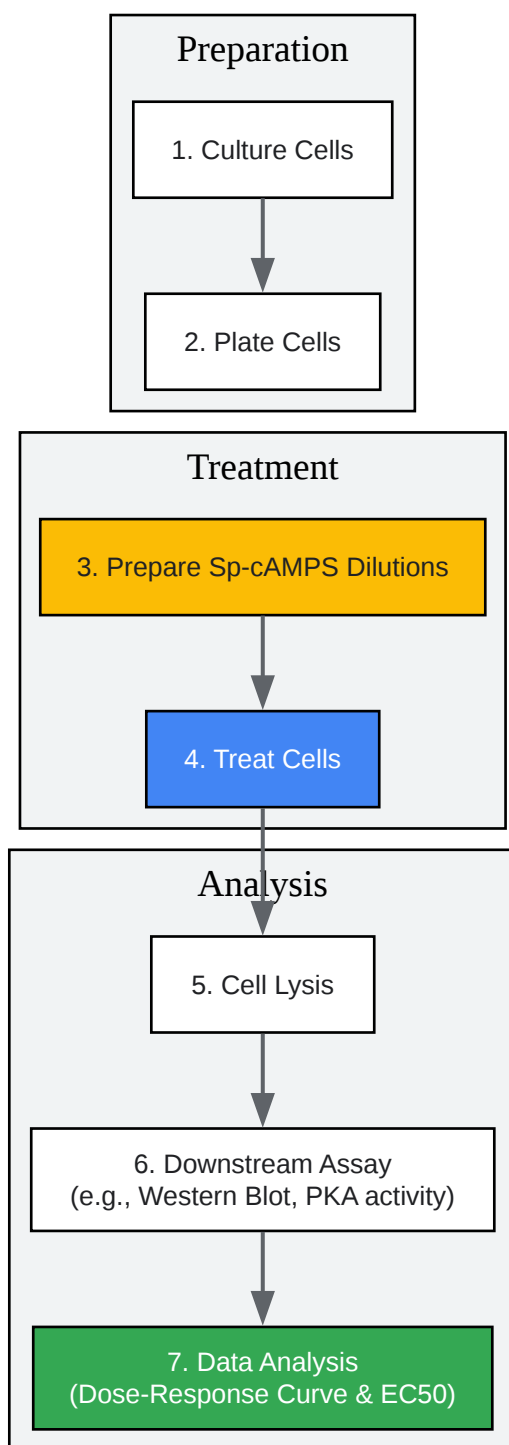 Preparation
1. Culture Cells
2. Plate Cells
Treatment
3. Prepare Sp-cAMPS Dilutions
4. Treat Cells
Analysis
5. Cell Lysis
6. Downstream Assay
(e.g., Western Blot, PKA activity)
7. Data Analysis
(Dose-Response Curve & EC50)